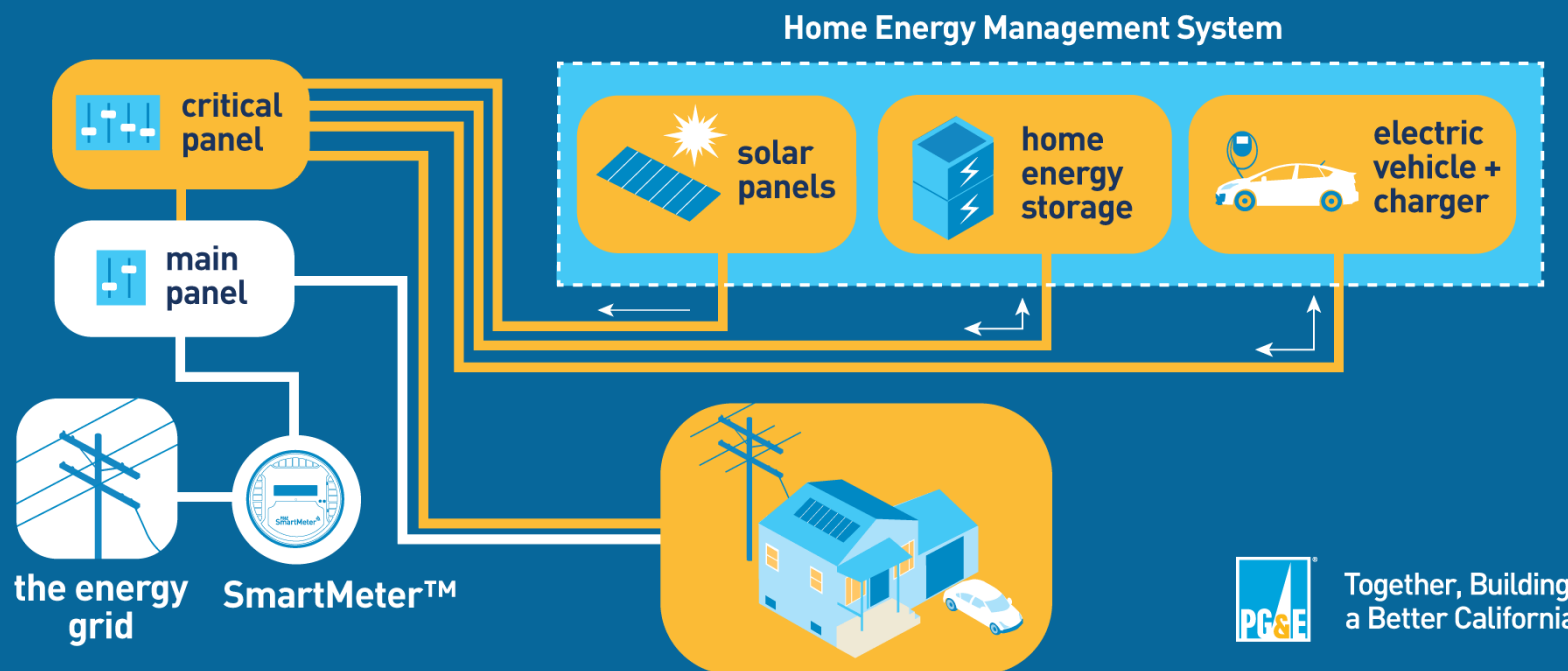 Home Energy Management System
critical
panel
solar
panels
home
energy
storage
electric
vehicle +
charger
main
panel
SmartMeter
the energy
grid
SmartMeter™
PG&E®
Together, Building
a Better California